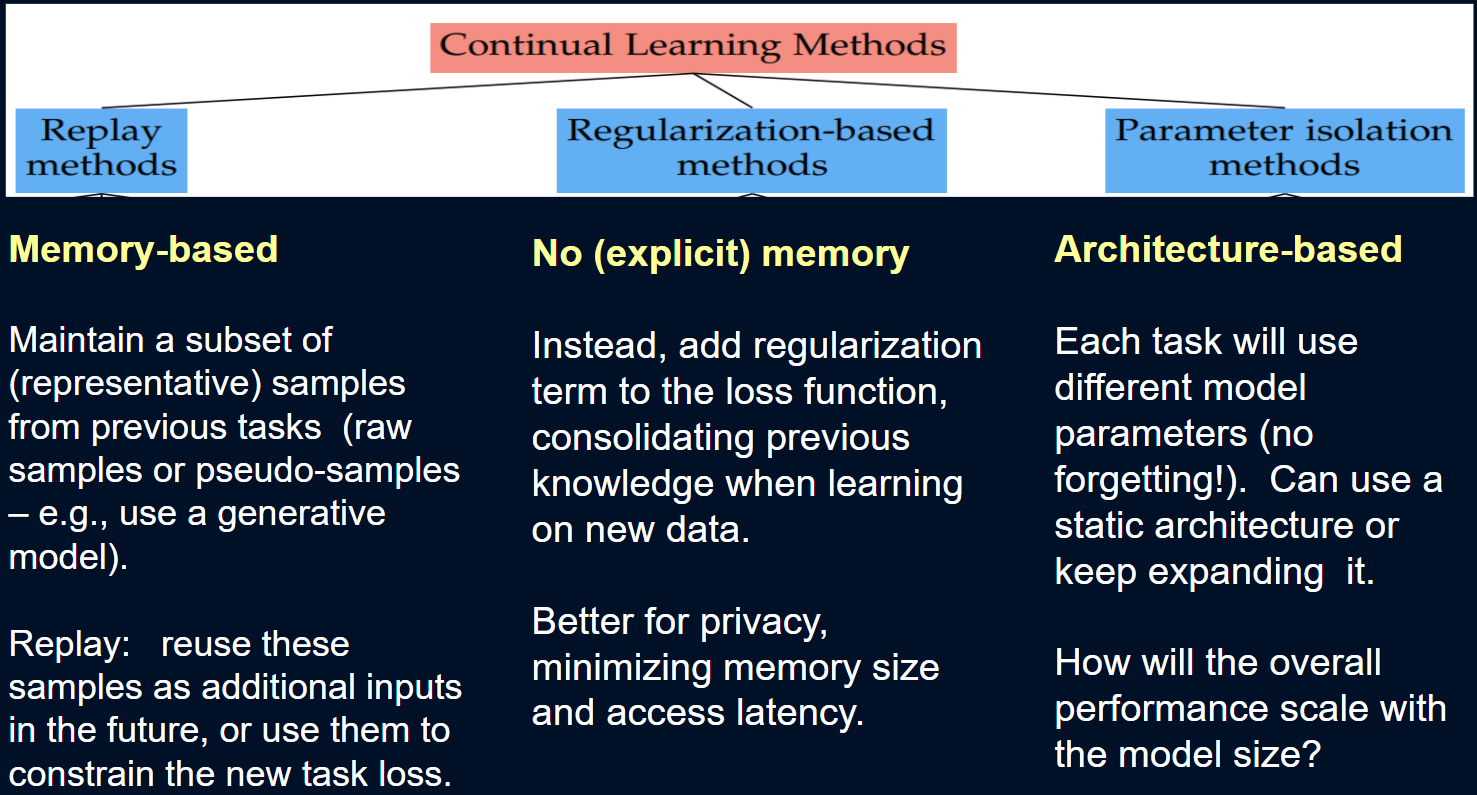 Continual Learning Methods
Replay
methods
Regularization-based
methods
Parameter isolation
methods
Memory-based
Maintain a subset of
(representative) samples
from previous tasks (raw
samples or pseudo-samples
– e.g., use a generative
model).
Replay: reuse these
samples as additional inputs
in the future, or use them to
constrain the new task loss.
No (explicit) memory
Instead, add regularization
term to the loss function,
consolidating previous
knowledge when learning
on new data.
Better for privacy,
minimizing memory size
and access latency.
Architecture-based
Each task will use
different model
parameters (no
forgetting!). Can use a
static architecture or
keep expanding it.
How will the overall
performance scale with
the model size?